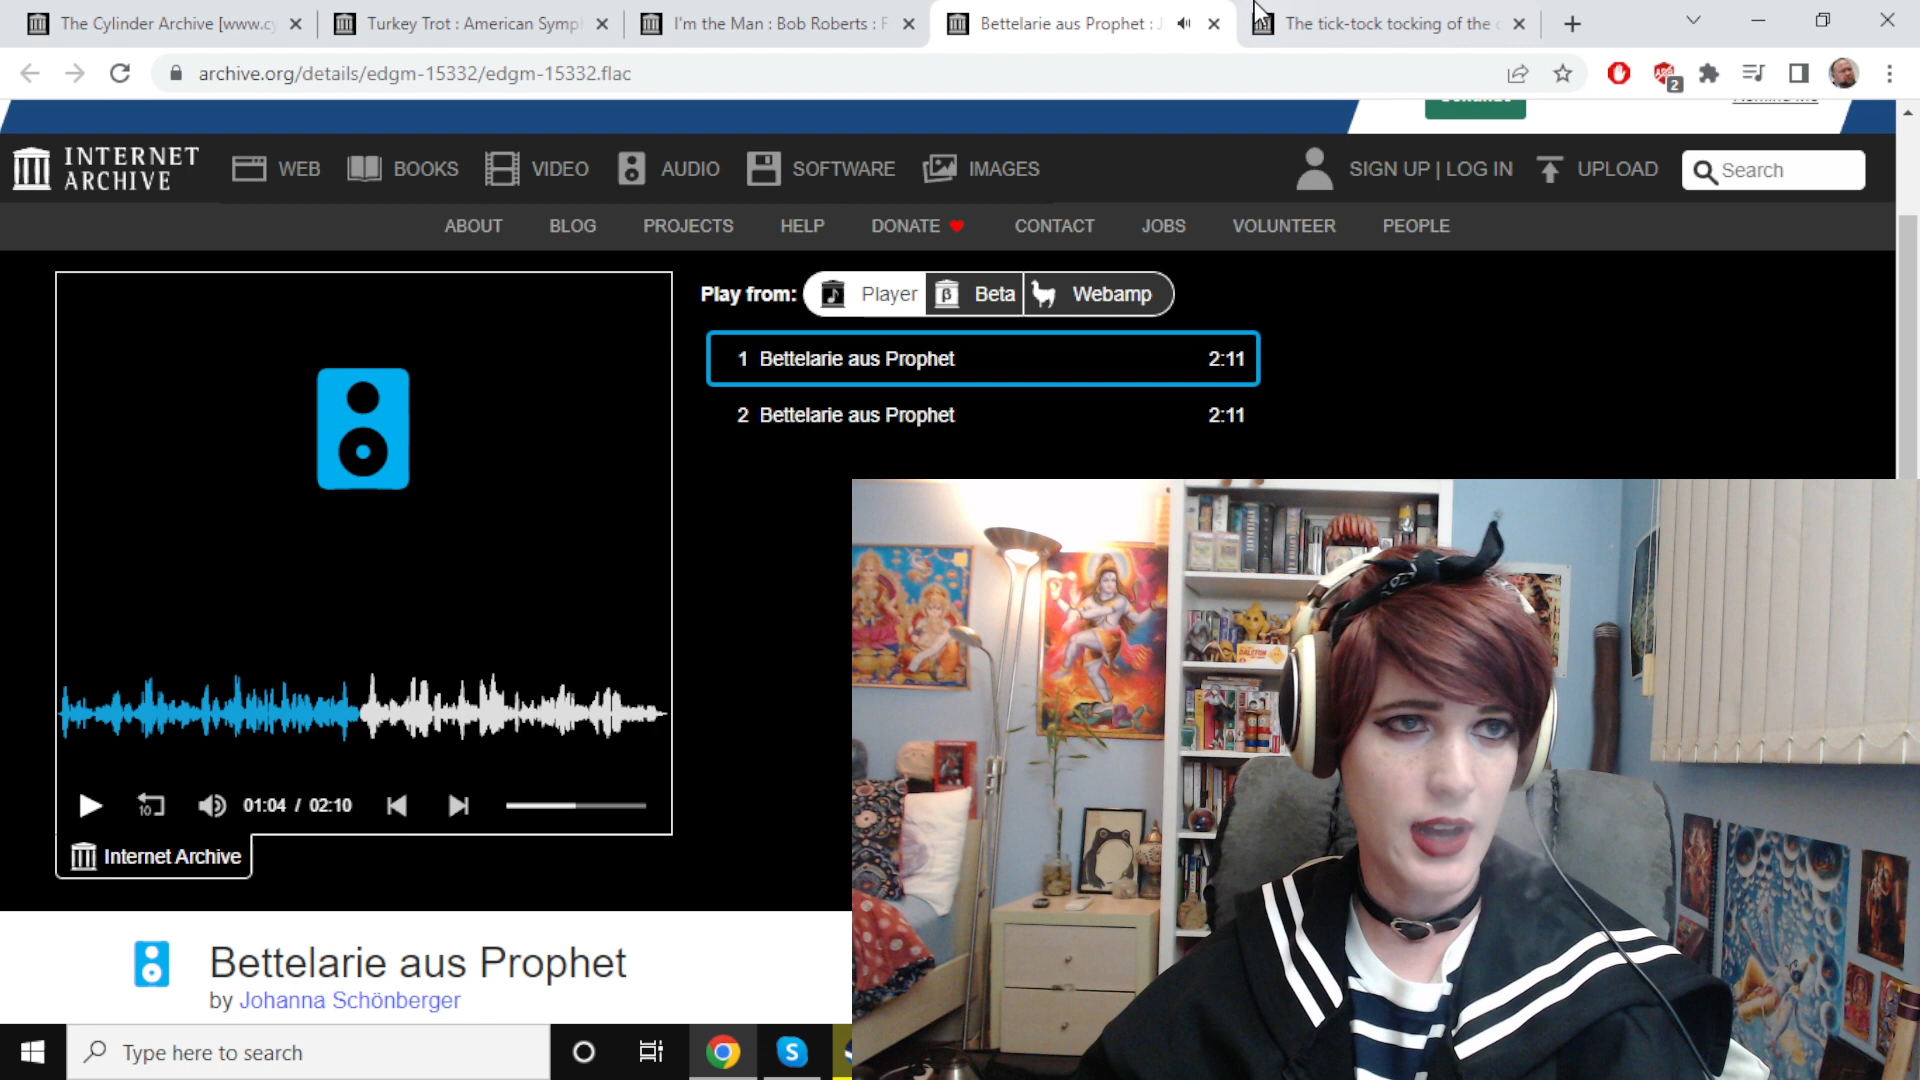 The Cylinder Archive [www.cy
Turkey Trot : American Symp
I'm the Man : Bob Roberts : F
Bettelarie aus Prophet : J
The tick-tock tocking of the
archive.org/details/edgm-15332/edgm-15332.flac
2
INTERNET
ARCHIVE
WEB
BOOKS
VIDEO
AUDIO
SOFTWARE
IMAGES
SIGN UP | LOG IN
UPLOAD
Search
ABOUT
BLOG
PROJECTS
HELP
DONATE
CONTACT
JOBS
VOLUNTEER
PEOPLE
Play from:
Player
β
Beta
Webamp
1 Bettelarie aus Prophet 2:11
2 Bettelarie aus Prophet 2:11
10
01:04 / 02:10
Internet Archive
Bettelarie aus Prophet
by Johanna Schönberger
Type here to search
S